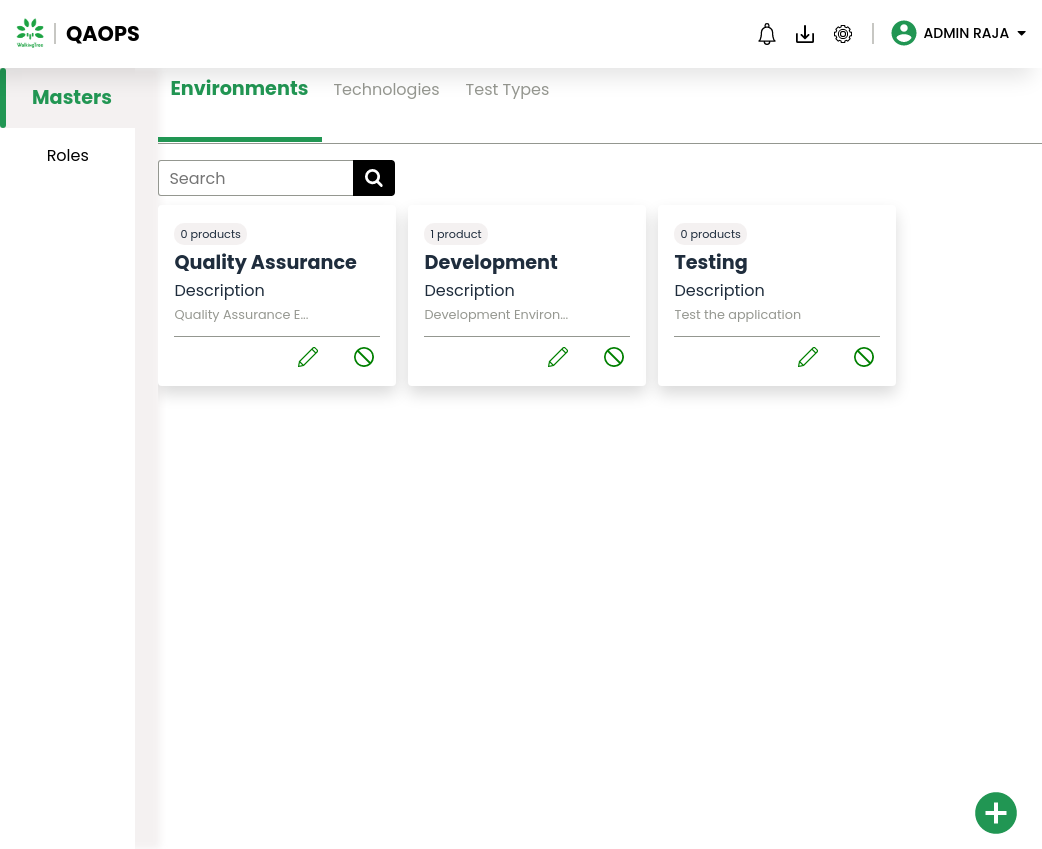 WalkingTree
QAOPS
ADMIN RAJA
Masters
Roles
Environments
Technologies
Test Types
Search
0 products
Quality Assurance
Description
Quality Assurance E...
1 product
Development
Description
Development Environ...
0 products
Testing
Description
Test the application